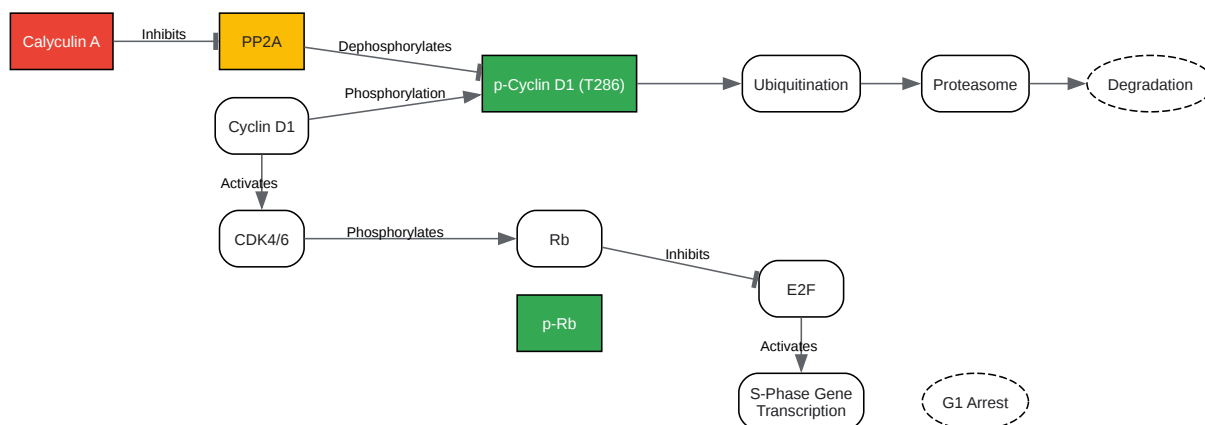 Calyculin A
Inhibits
PP2A
Dephosphorylates
p-Cyclin D1 (T286)
Ubiquitination
Proteasome
Degradation
Phosphorylation
Cyclin D1
Activates
CDK4/6
Phosphorylates
Rb
Inhibits
E2F
p-Rb
Activates
S-Phase Gene
Transcription
G1 Arrest